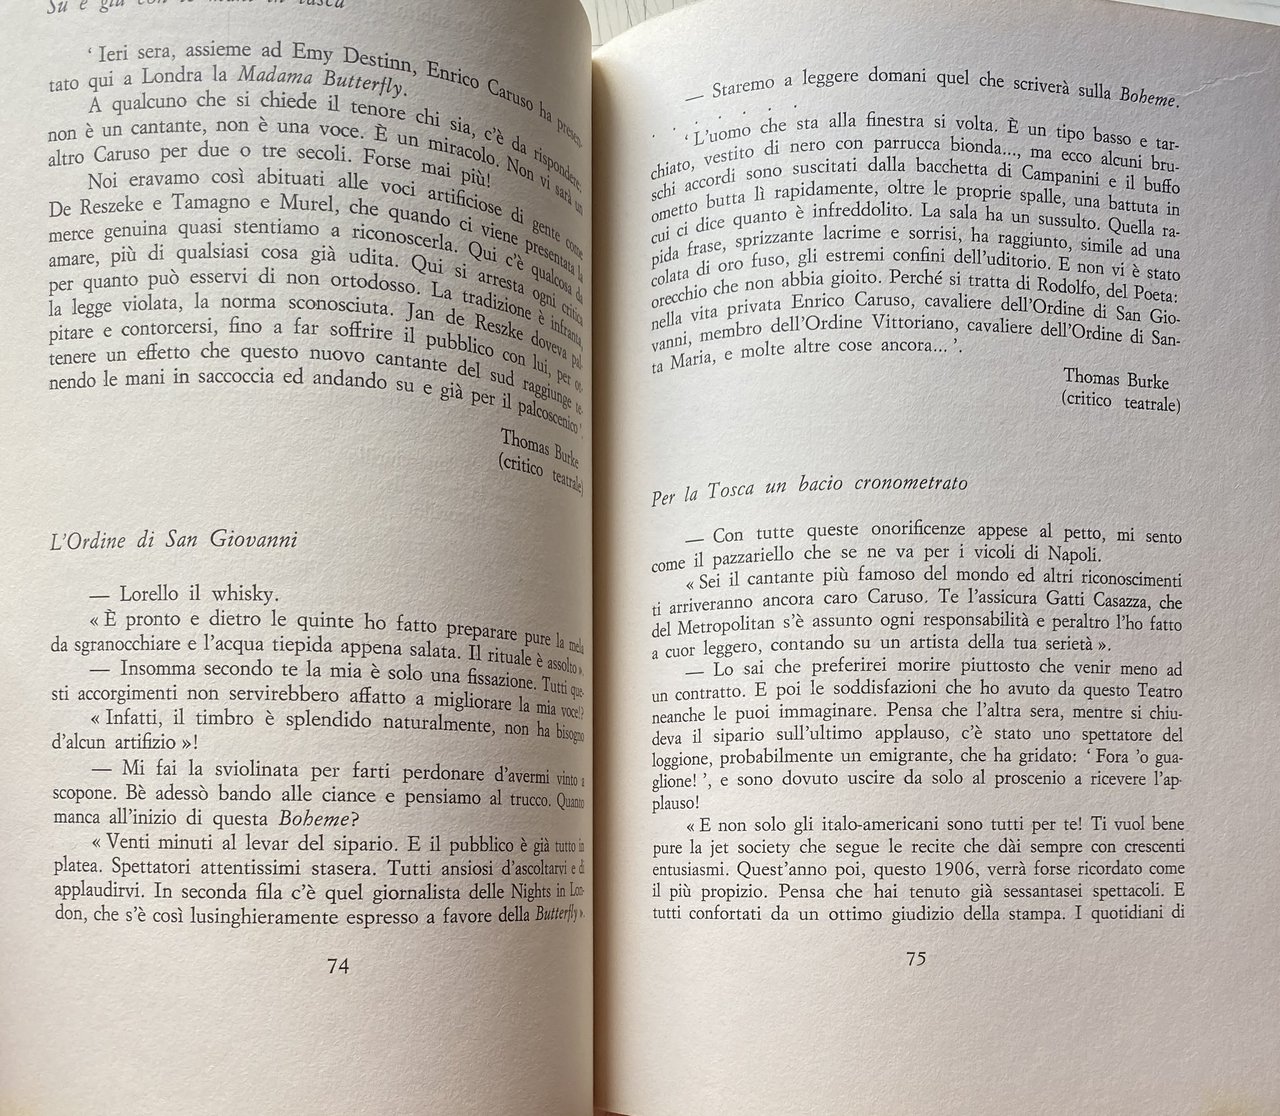 Su e giù con le mani in tasca
‘ Ieri sera, assieme ad Emy Destinn, Enrico Caruso ha presen-
tato qui a Londra la Madama Butterfly.
A qualcuno che si chiede il tenore chi sia, c’è da rispondere,
non è un cantante, non è una voce. È un miracolo. Non vi sarà un
altro Caruso per due o tre secoli. Forse mai più!
Noi eravamo così abituati alle voci artificiose di gente come
De Reszeke e Tamagno e Murel, che quando ci viene presentata la
merce genuina quasi stentiamo a riconoscerla. Qui c’è qualcosa da
amare, più di qualsiasi cosa già udita. Qui si arresta ogni critica
per quanto può esservi di non ortodosso. La tradizione è infranta,
la legge violata, la norma sconosciuta. Jan de Reszke doveva pal-
pitare e contorcersi, fino a far soffrire il pubblico con lui, per ot-
tenere un effetto che questo nuovo cantante del sud raggiunge te-
nendo le mani in saccoccia ed andando su e già per il palcoscenico ’.
Thomas Burke
(critico teatrale)
L’Ordine di San Giovanni
— Lorello il whisky.
« È pronto e dietro le quinte ho fatto preparare pure la mela
da sgranocchiare e l’acqua tiepida appena salata. Il rituale è assolto ».
— Insomma secondo te la mia è solo una fissazione. Tutti que-
sti accorgimenti non servirebbero affatto a migliorare la mia voce!?
« Infatti, il timbro è splendido naturalmente, non ha bisogno
d’alcun artifizio »!
— Mi fai la sviolinata per farti perdonare d’avermi vinto a
scopone. Bè adessò bando alle ciance e pensiamo al trucco. Quanto
manca all’inizio di questa Boheme?
« Venti minuti al levar del sipario. E il pubblico è già tutto in
platea. Spettatori attentissimi stasera. Tutti ansiosi d’ascoltarvi e di
applaudirvi. In seconda fila c’è quel giornalista delle Nights in Lon-
don, che s’è così lusinghieramente espresso a favore della Butterfly ».
74
— Staremo a leggere domani quel che scriverà sulla Boheme.
. . . . . . .
‘ L’uomo che sta alla finestra si volta. È un tipo basso e tar-
chiato, vestito di nero con parrucca bionda..., ma ecco alcuni bru-
schi accordi sono suscitati dalla bacchetta di Campanini e il buffo
ometto butta lì rapidamente, oltre le proprie spalle, una battuta in
cui ci dice quanto è infreddolito. La sala ha un sussulto. Quella ra-
pida frase, sprizzante lacrime e sorrisi, ha raggiunto, simile ad una
colata di oro fuso, gli estremi confini dell’uditorio. E non vi è stato
orecchio che non abbia gioito. Perché si tratta di Rodolfo, del Poeta:
nella vita privata Enrico Caruso, cavaliere dell’Ordine di San Gio-
vanni, membro dell’Ordine Vittoriano, cavaliere dell’Ordine di San-
ta Maria, e molte altre cose ancora... ’.
Thomas Burke
(critico teatrale)
Per la Tosca un bacio cronometrato
— Con tutte queste onorificenze appese al petto, mi sento
come il pazzariello che se ne va per i vicoli di Napoli.
« Sei il cantante più famoso del mondo ed altri riconoscimenti
ti arriveranno ancora caro Caruso. Te l’assicura Gatti Casazza, che
del Metropolitan s’è assunto ogni responsabilità e peraltro l’ho fatto
a cuor leggero, contando su un artista della tua serietà ».
— Lo sai che preferirei morire piuttosto che venir meno ad
un contratto. E poi le soddisfazioni che ho avuto da questo Teatro
neanche le puoi immaginare. Pensa che l’altra sera, mentre si chiu-
deva il sipario sull’ultimo applauso, c’è stato uno spettatore del
loggione, probabilmente un emigrante, che ha gridato: ‘ Fora ’o gua-
glione! ’, e sono dovuto uscire da solo al proscenio a ricevere l’ap-
plauso!
« E non solo gli italo-americani sono tutti per te! Ti vuol bene
pure la jet society che segue le recite che dài sempre con crescenti
entusiasmi. Quest’anno poi, questo 1906, verrà forse ricordato come
il più propizio. Pensa che hai tenuto già sessantasei spettacoli. E
tutti confortati da un ottimo giudizio della stampa. I quotidiani di
75